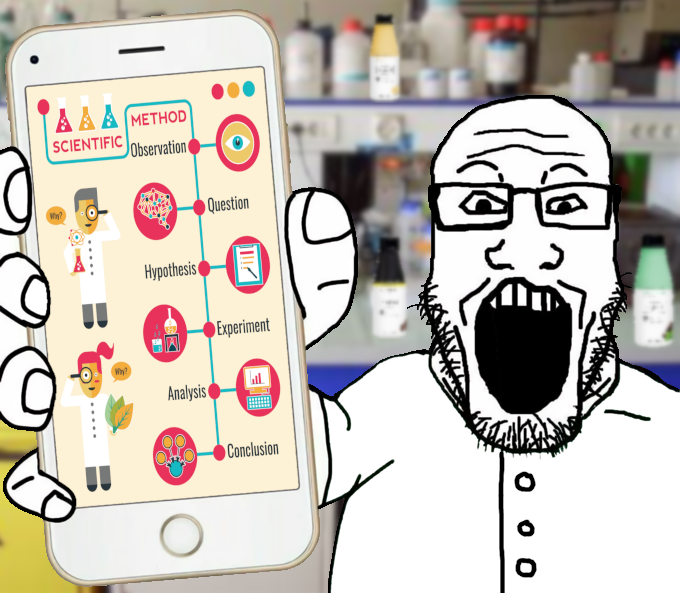 METHOD
SCIENTIFIC
Observation
Why?
Question
Hypothesis
Experiment
Why?
Analysis
Conclusion